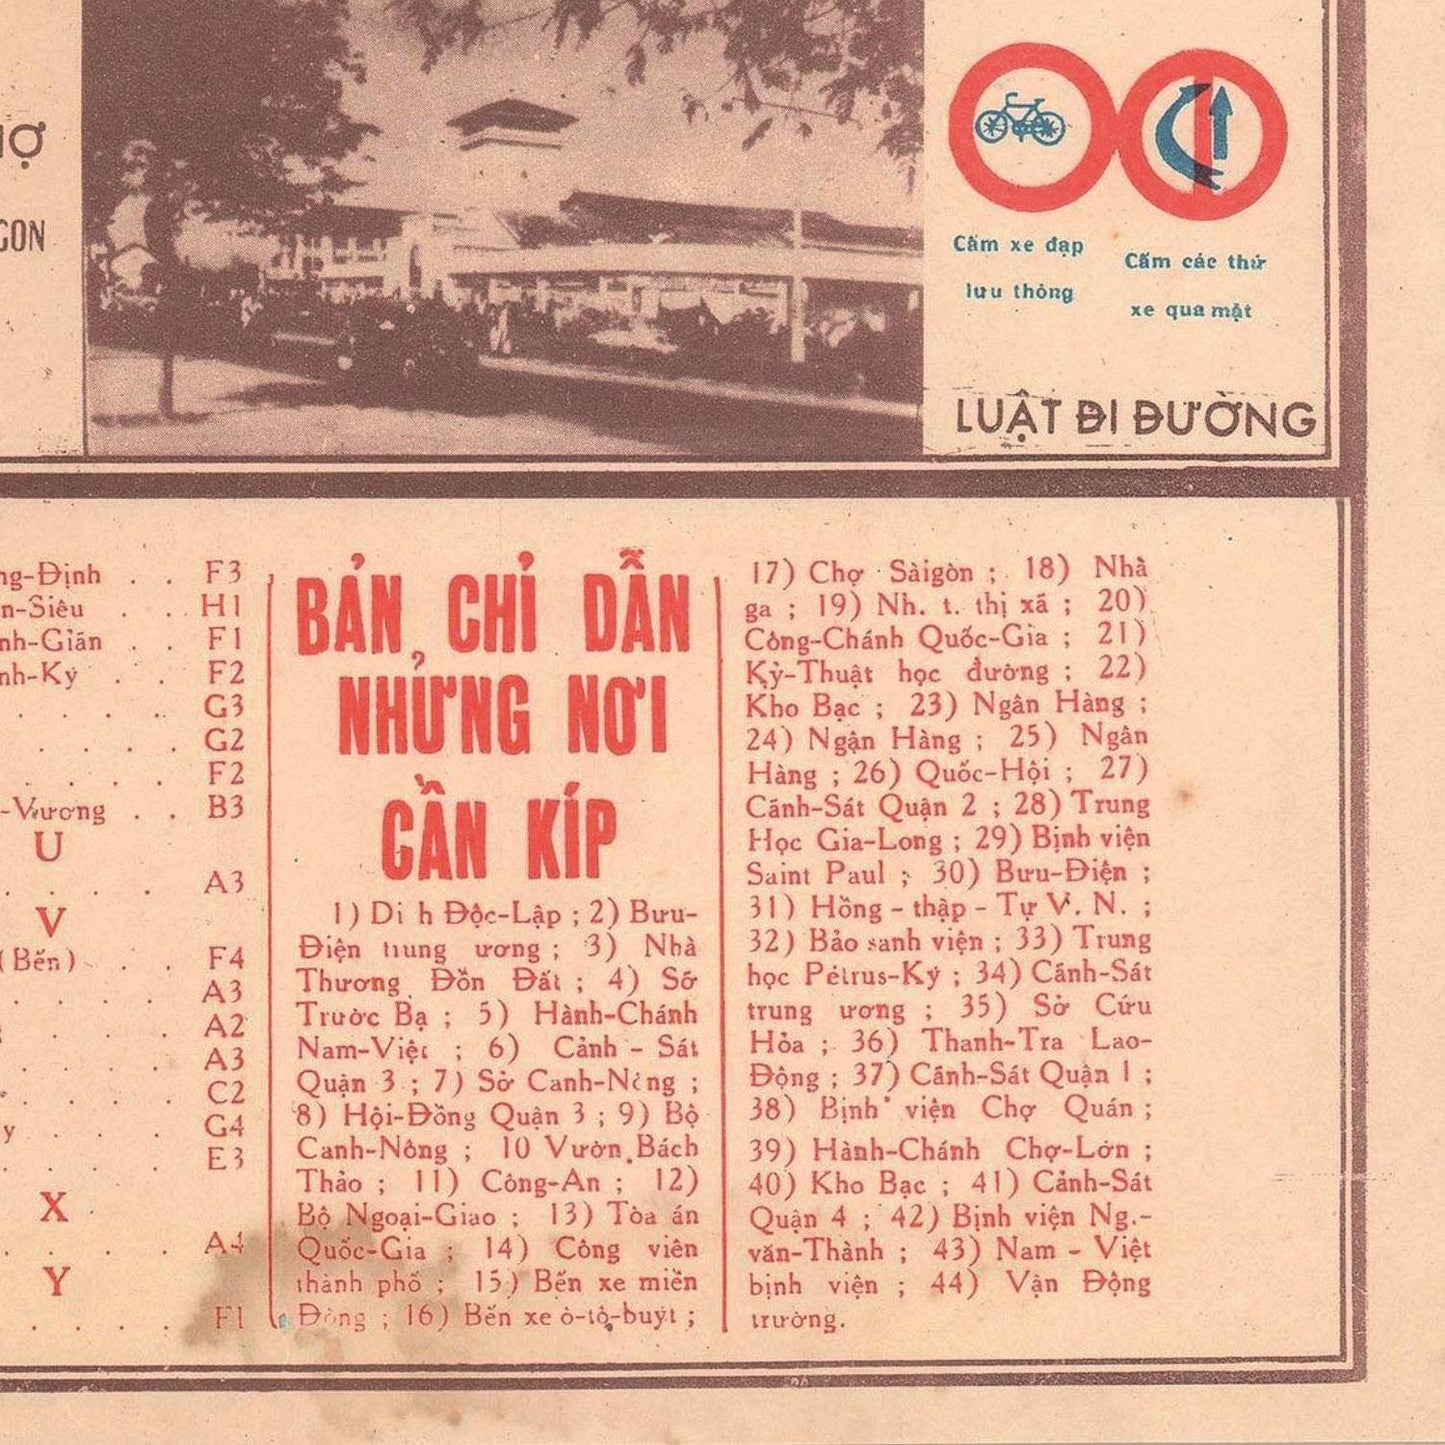 Ợ
GON
Cấm xe đạp
lưu thông
Cấm các thứ
xe qua mặt
LUẬT ĐI ĐƯỜNG
ng-Định . . F3
n-Siêu . . H1
nh-Giãn . . F1
nh-Ký . . F2
. . . . G3
. . . . G2
. . . . F2
-Vương . . B3
U
. . . . A3
V
(Bến) . . F4
. . . . A3
. . . . A2
. . . . A3
. . . . C2
y . . . G4
. . . . E3
X
. . . . A4
Y
. . . . F1
BẢN CHỈ DẪN
NHỮNG NƠI
CẦN KÍP
1) Di h Độc-Lập ; 2) Bưu-
Điện trung ương ; 3) Nhà
Thương Đồn Đất ; 4) Sở
Trước Bạ ; 5) Hành-Chánh
Nam-Việt ; 6) Cảnh - Sát
Quận 3 ; 7) Sở Canh-Nông ;
8) Hội-Đồng Quận 3 ; 9) Bộ
Canh-Nông ; 10 Vườn Bách
Thảo ; 11) Công-An ; 12)
Bộ Ngoại-Giao ; 13) Tòa án
Quốc-Gia ; 14) Công viên
thành phố ; 15) Bến xe miền
Đông ; 16) Bến xe ô-tô-buýt ;
17) Chợ Sàigòn ; 18) Nhà
ga ; 19) Nh. t. thị xã ; 20)
Công-Chánh Quốc-Gia ; 21)
Kỹ-Thuật học đường ; 22)
Kho Bạc ; 23) Ngân Hàng ;
24) Ngân Hàng ; 25) Ngân
Hàng ; 26) Quốc-Hội ; 27)
Cảnh-Sát Quận 2 ; 28) Trung
Học Gia-Long ; 29) Bịnh viện
Saint Paul ; 30) Bưu-Điện ;
31) Hồng - thập - Tự V. N. ;
32) Bảo sanh viện ; 33) Trung
học Pétrus-Ký ; 34) Cảnh-Sát
trung ương ; 35) Sở Cứu
Hỏa ; 36) Thanh-Tra Lao-
Động ; 37) Cảnh-Sát Quận 1 ;
38) Bịnh viện Chợ Quán ;
39) Hành-Chánh Chợ-Lớn ;
40) Kho Bạc ; 41) Cảnh-Sát
Quận 4 ; 42) Bịnh viện Ng.-
văn-Thành ; 43) Nam - Việt
bịnh viện ; 44) Vận Động
trường.